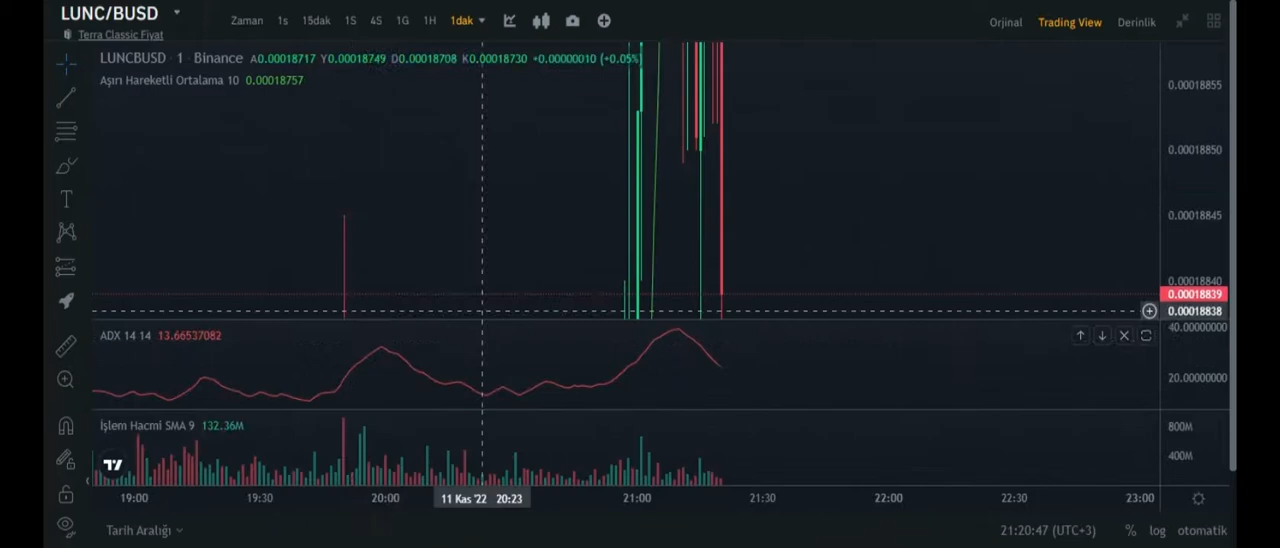 LUNC/BUSD
Terra Classic Fiyat
Zaman 1s 15dak 1S 4S 1G 1H 1dak
Orjinal Trading View Derinlik
LUNCBUSD · 1 · Binance A0.00018717 Y0.00018749 D0.00018708 K0.00018730 +0.00000010 (+0.05%)
Aşırı Hareketli Ortalama 10 0.00018757
0.00018855
0.00018850
0.00018845
0.00018840
0.00018839
0.00018838
ADX 14 14 13.66537082
40.00000000
20.00000000
İşlem Hacmi SMA 9 132.36M
800M
400M
19:00 19:30 20:00 11 Kas '22 20:23 21:00 21:30 22:00 22:30 23:00
Tarih Aralığı 21:20:47 (UTC+3) % log otomatik